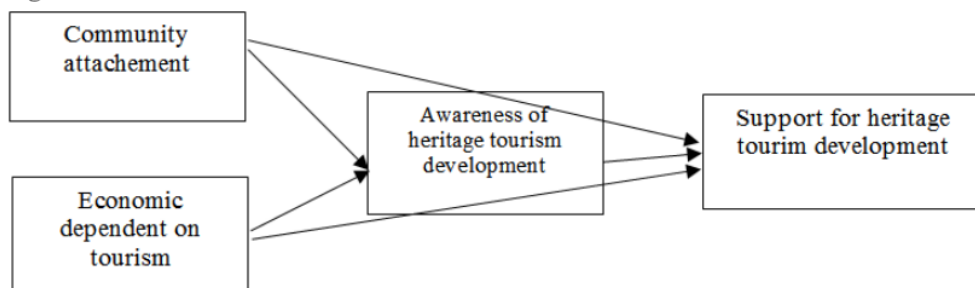 Community
attachement
Awareness of
heritage tourism
development
Support for heritage
tourim development
Economic
dependent on
tourism